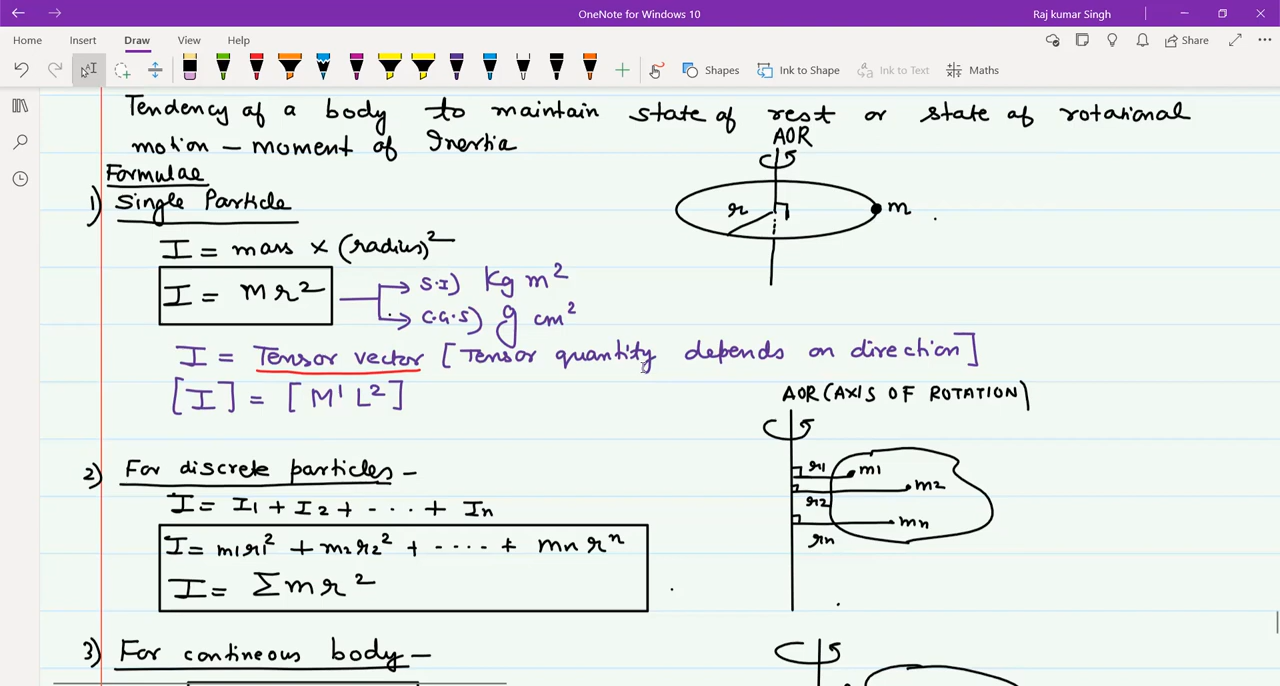 OneNote for Windows 10
Raj kumar Singh
Home Insert Draw View Help
Share
Shapes Ink to Shape Ink to Text Maths
Tendency of a body to maintain state of rest or state of rotational
motion - moment of Inertia
AOR
Formulae
1) Single Particle
r
m
I = mass × (radius)²
I = mr²
S.I) Kg m²
C.G.S) g cm²
I = Tensor vector [Tensor quantity depends on direction]
[I] = [M¹ L²]
AOR (AXIS OF ROTATION)
2) For discrete particles -
r1 m1
r2 m2
rn mn
I = I1 + I2 + ... + In
I = m1r1² + m2r2² + .... + mn rⁿ
I = Σmr²
3) For contineous body -